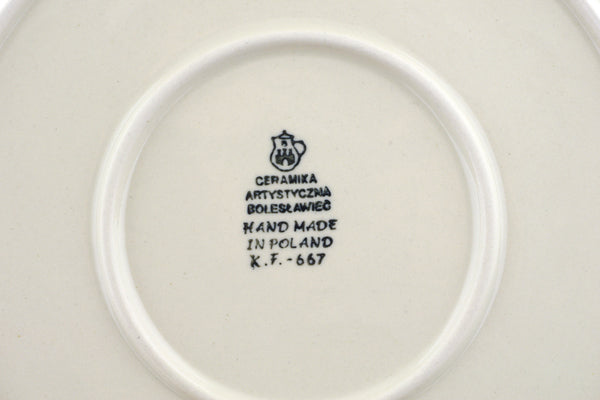 CERAMIKA
ARTYSTYCZNA
BOLESŁAWIEC
HAND MADE
IN POLAND
K.F.-667